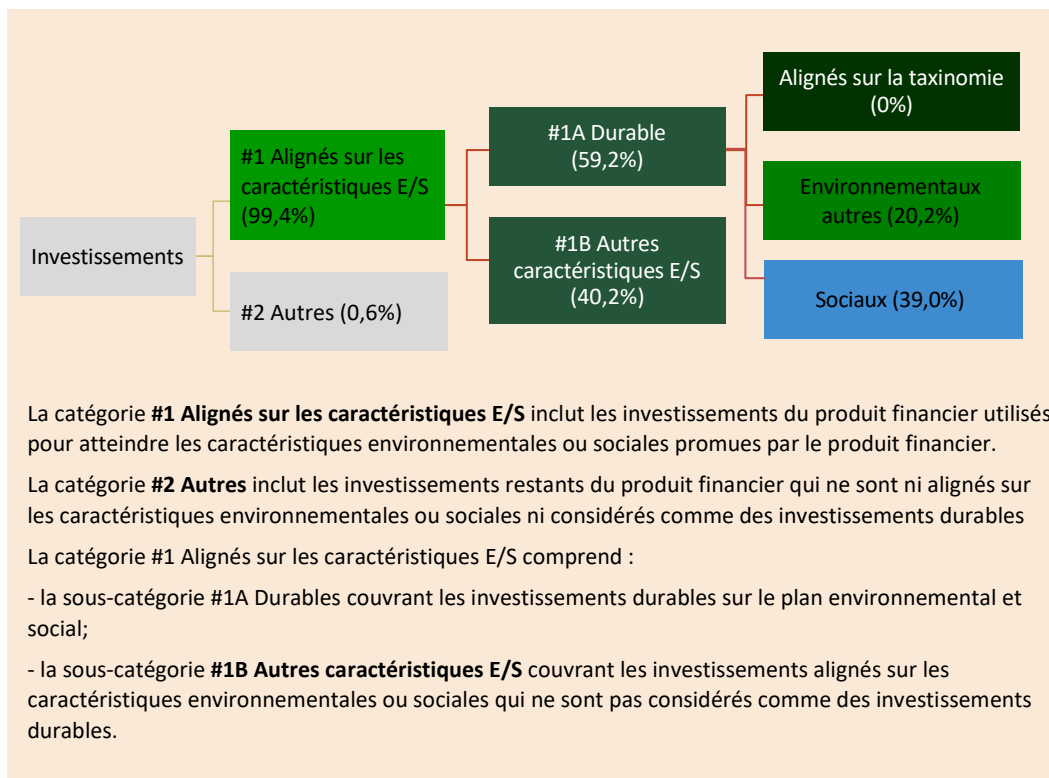 Investissements
#1 Alignés sur les
caractéristiques E/S
(99,4%)
#2 Autres (0,6%)
#1A Durable
(59,2%)
#1B Autres
caractéristiques E/S
(40,2%)
Alignés sur la taxinomie
(0%)
Environnementaux
autres (20,2%)
Sociaux (39,0%)
La catégorie #1 Alignés sur les caractéristiques E/S inclut les investissements du produit financier utilisés
pour atteindre les caractéristiques environnementales ou sociales promues par le produit financier.
La catégorie #2 Autres inclut les investissements restants du produit financier qui ne sont ni alignés sur
les caractéristiques environnementales ou sociales ni considérés comme des investissements durables
La catégorie #1 Alignés sur les caractéristiques E/S comprend :
- la sous-catégorie #1A Durables couvrant les investissements durables sur le plan environnemental et
social;
- la sous-catégorie #1B Autres caractéristiques E/S couvrant les investissements alignés sur les
caractéristiques environnementales ou sociales qui ne sont pas considérés comme des investissements
durables.